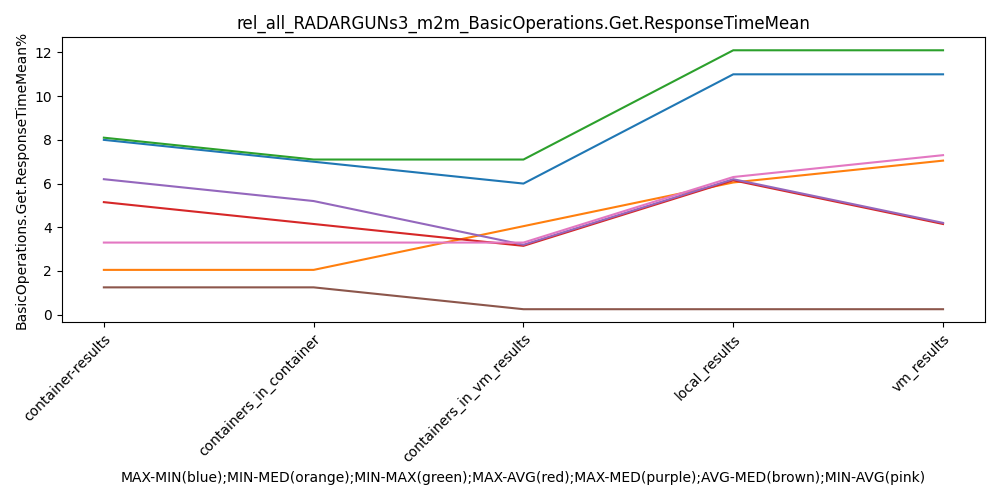 rel_all_RADARGUNs3_m2m_BasicOperations.Get.ResponseTimeMean
BasicOperations.Get.ResponseTimeMean%
12
10
8
6
4
2
0
container-results
containers_in_container
containers_in_vm_results
local_results
vm_results
MAX-MIN(blue);MIN-MED(orange);MIN-MAX(green);MAX-AVG(red);MAX-MED(purple);AVG-MED(brown);MIN-AVG(pink)